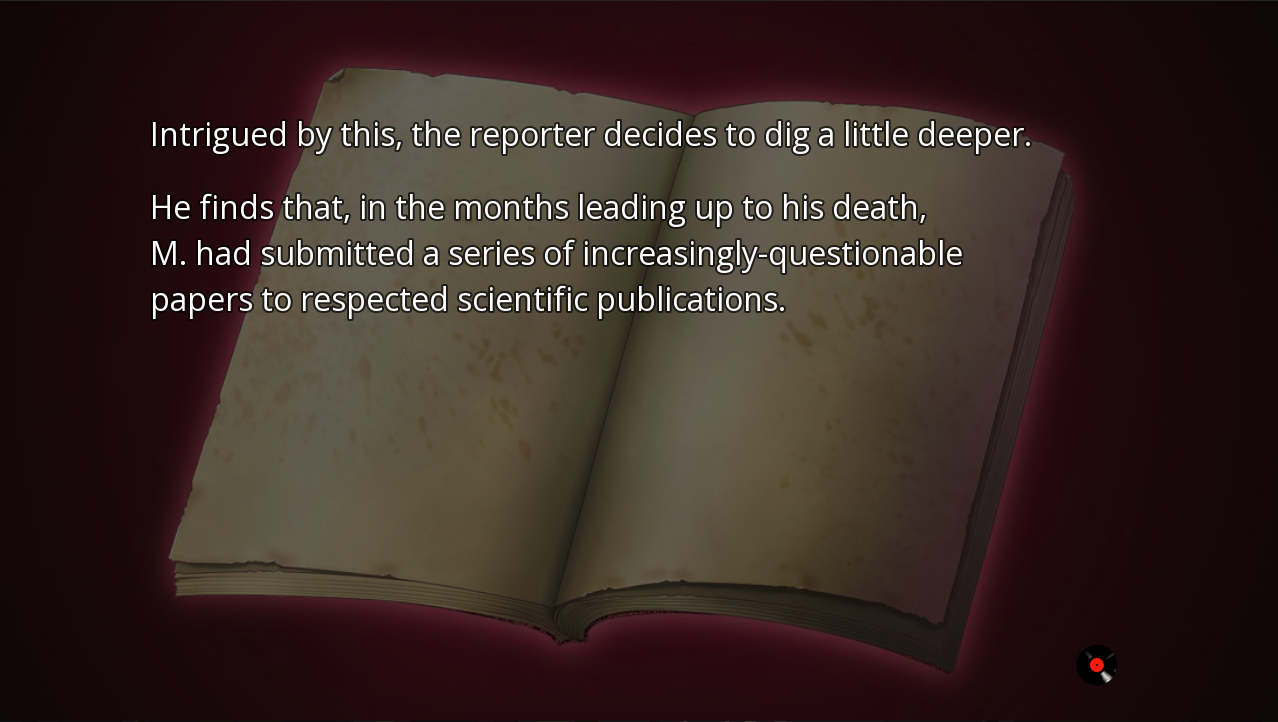 Intrigued by this, the reporter decides to dig a little deeper.
He finds that, in the months leading up to his death,
M. had submitted a series of increasingly-questionable
papers to respected scientific publications.